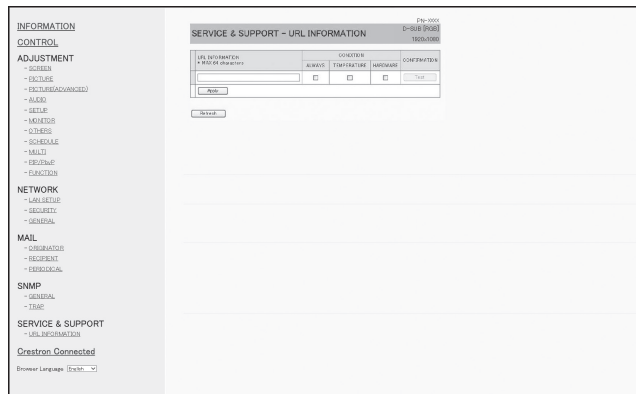 INFORMATION
CONTROL
ADJUSTMENT
- SCREEN
- PICTURE
- PICTURE(ADVANCED)
- AUDIO
- SETUP
- MONITOR
- OTHERS
- SCHEDULE
- MULTI
- PIP/PbyP
- FUNCTION
NETWORK
- LAN SETUP
- SECURITY
- GENERAL
MAIL
- ORIGINATOR
- RECIPIENT
- PERIODICAL
SNMP
- GENERAL
- TRAP
SERVICE & SUPPORT
- URL INFORMATION
Crestron Connected
Browser Language English
PN-XXXX
SERVICE & SUPPORT - URL INFORMATION
D-SUB [RGB]
1920x1080
URL INFORMATION
* MAX 64 characters
CONDITION
CONFIRMATION
ALWAYS TEMPERATURE HARDWARE
Test
Apply
Refresh